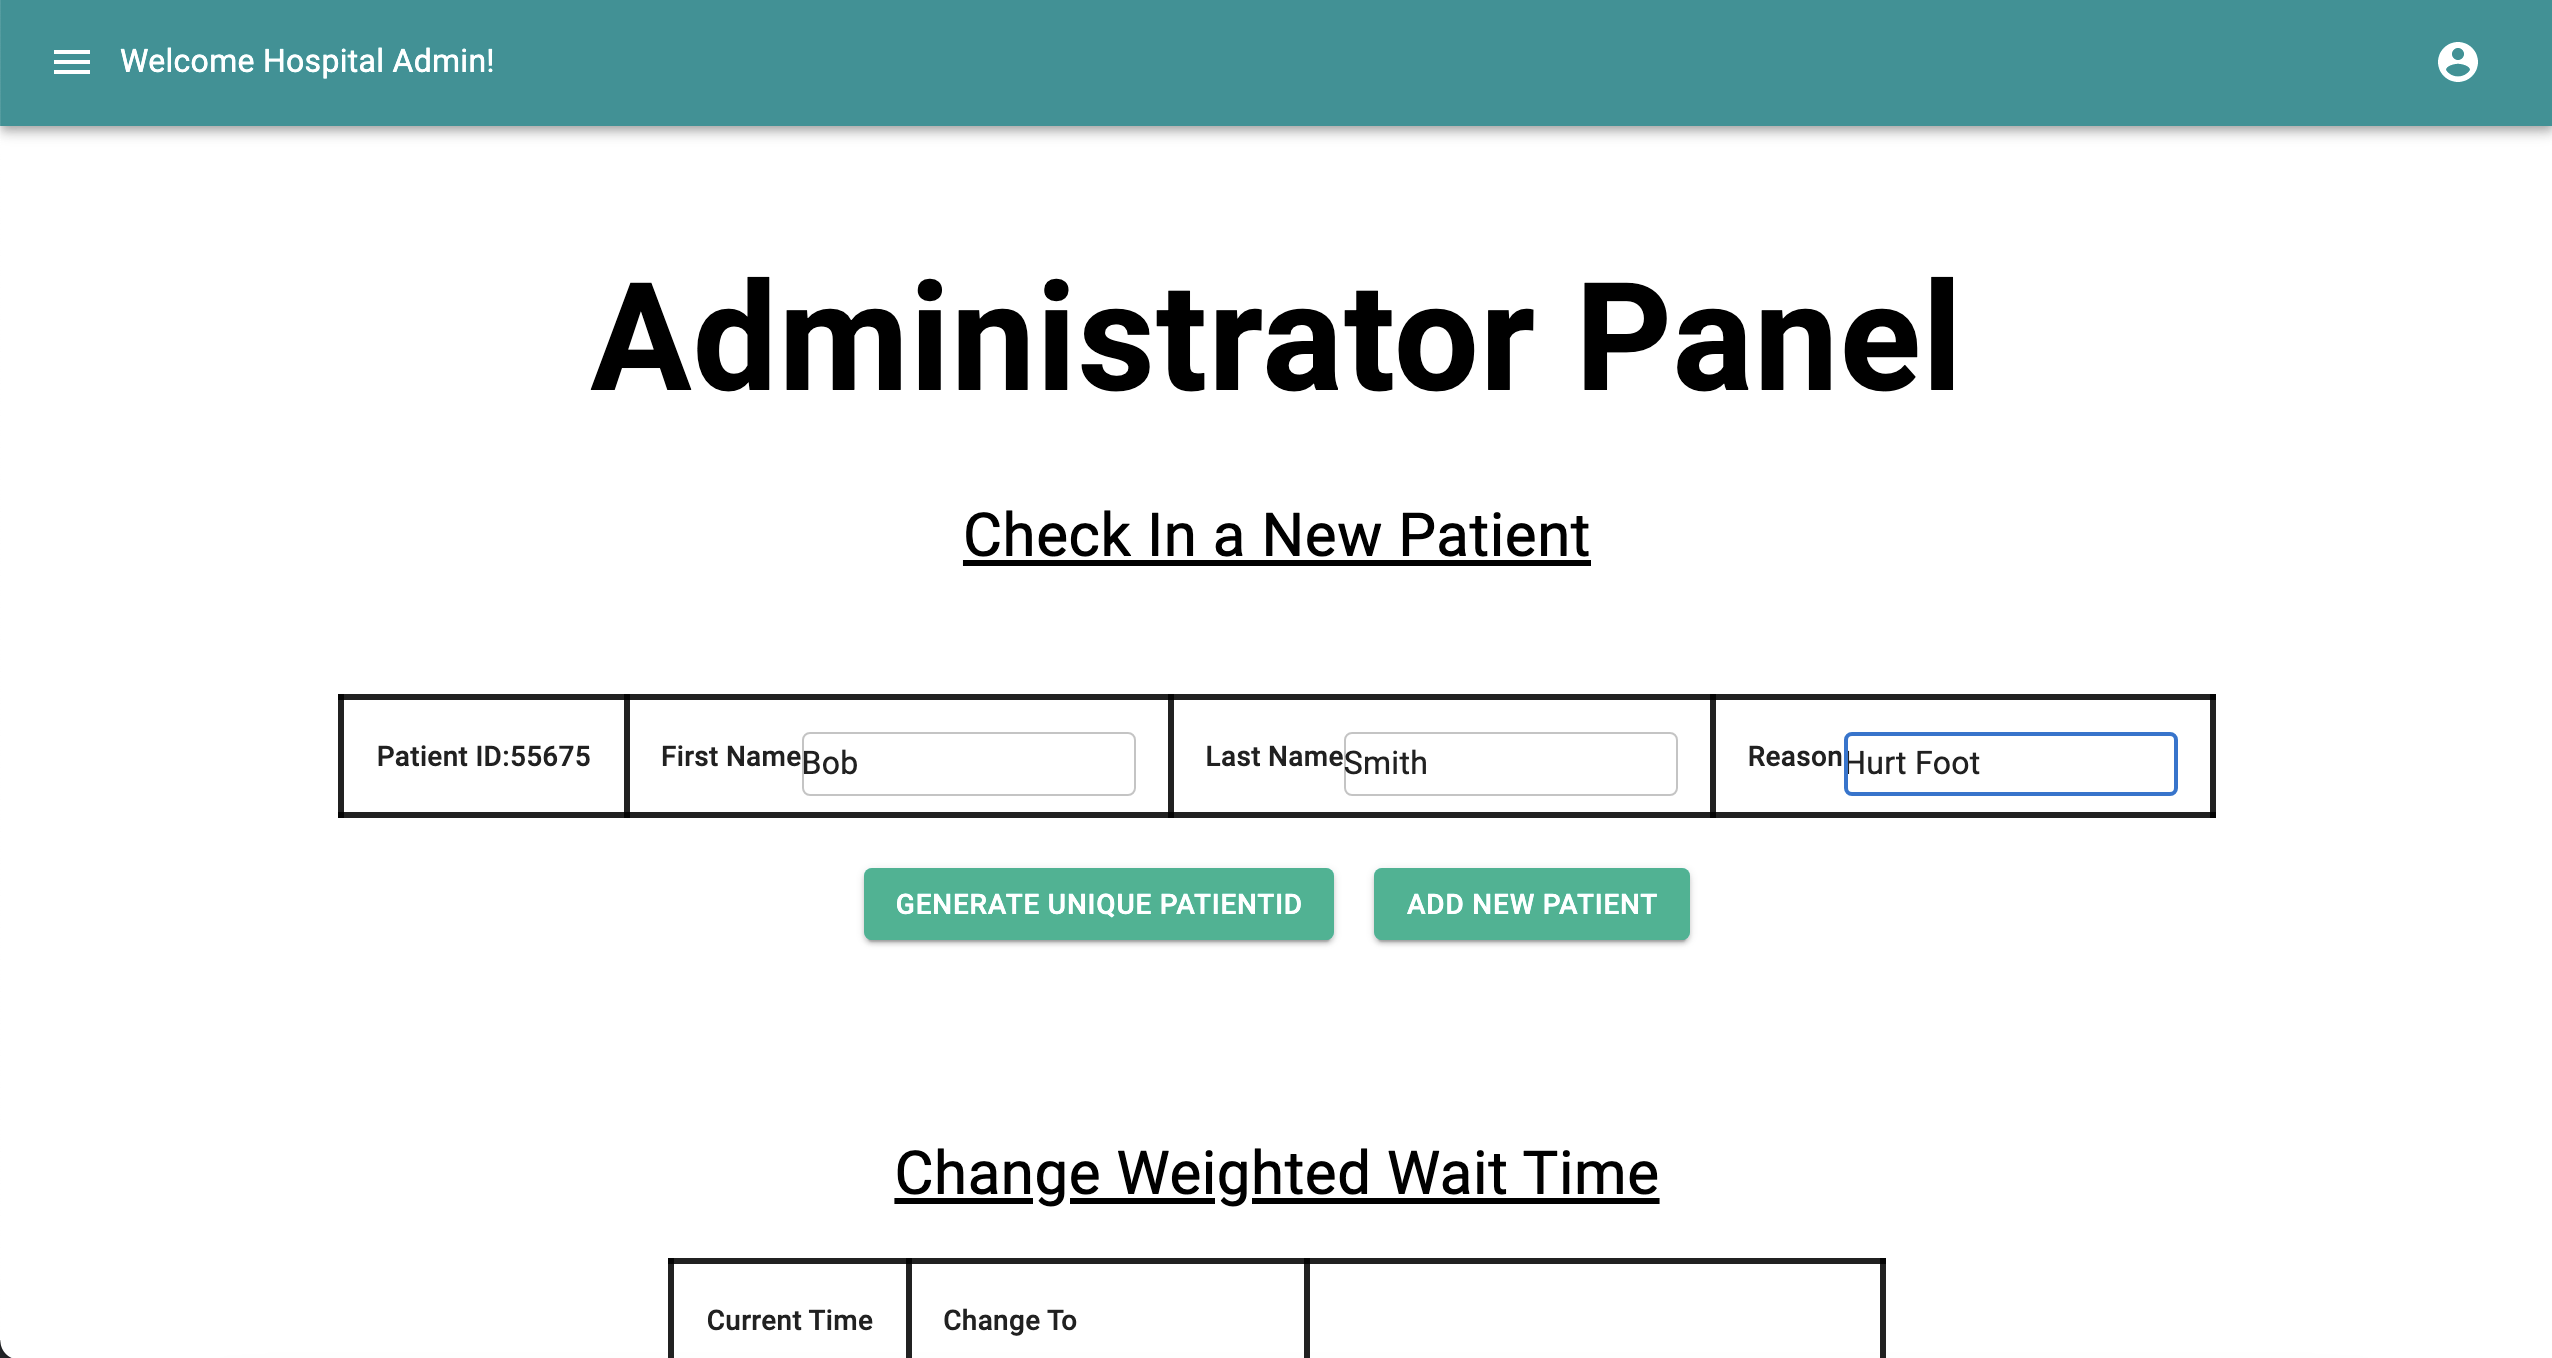 Welcome Hospital Admin!
Administrator Panel
Check In a New Patient
Patient ID:55675 First Name Bob Last Name Smith Reason Hurt Foot
GENERATE UNIQUE PATIENTID ADD NEW PATIENT
Change Weighted Wait Time
Current Time Change To